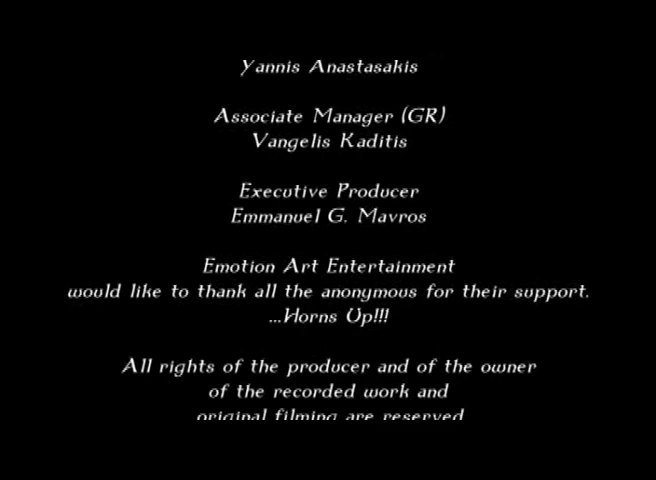 Yannis Anastasakis
Associate Manager (GR)
Vangelis Kaditis
Executive Producer
Emmanuel G. Mavros
Emotion Art Entertainment
would like to thank all the anonymous for their support.
...Horns Up!!!
All rights of the producer and of the owner
of the recorded work and
original filming are reserved